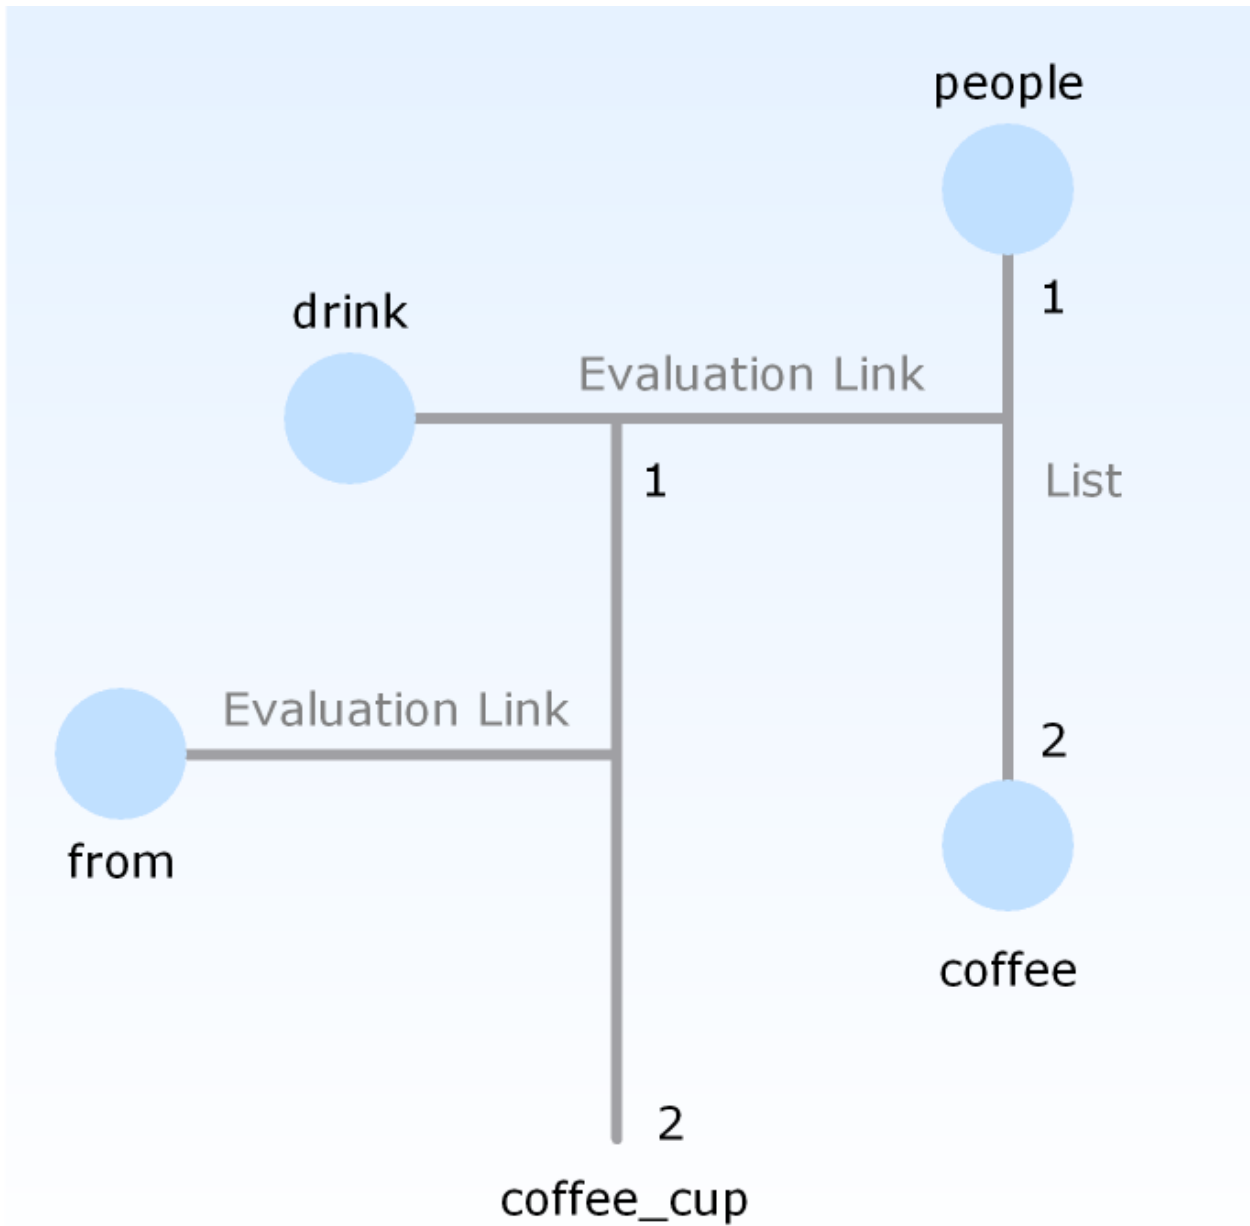 people
1
drink
Evaluation Link
1
List
Evaluation Link
2
from
coffee
2
coffee_cup